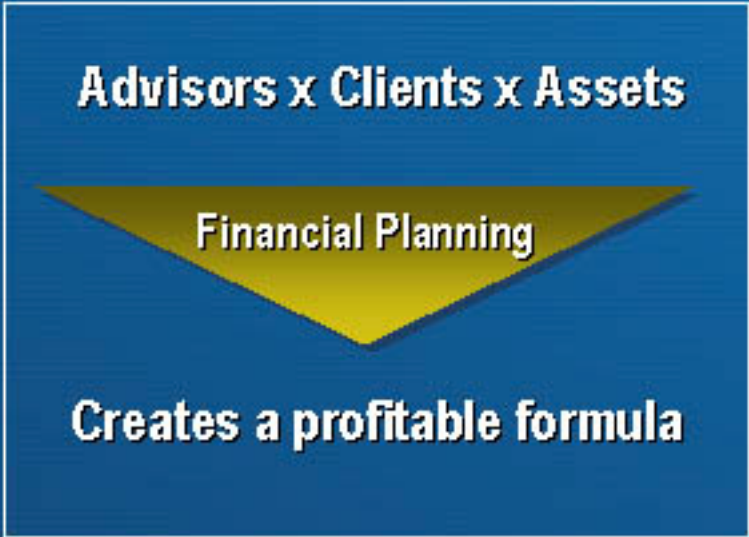 Advisors x Clients x Assets
Financial Planning
Creates a profitable formula